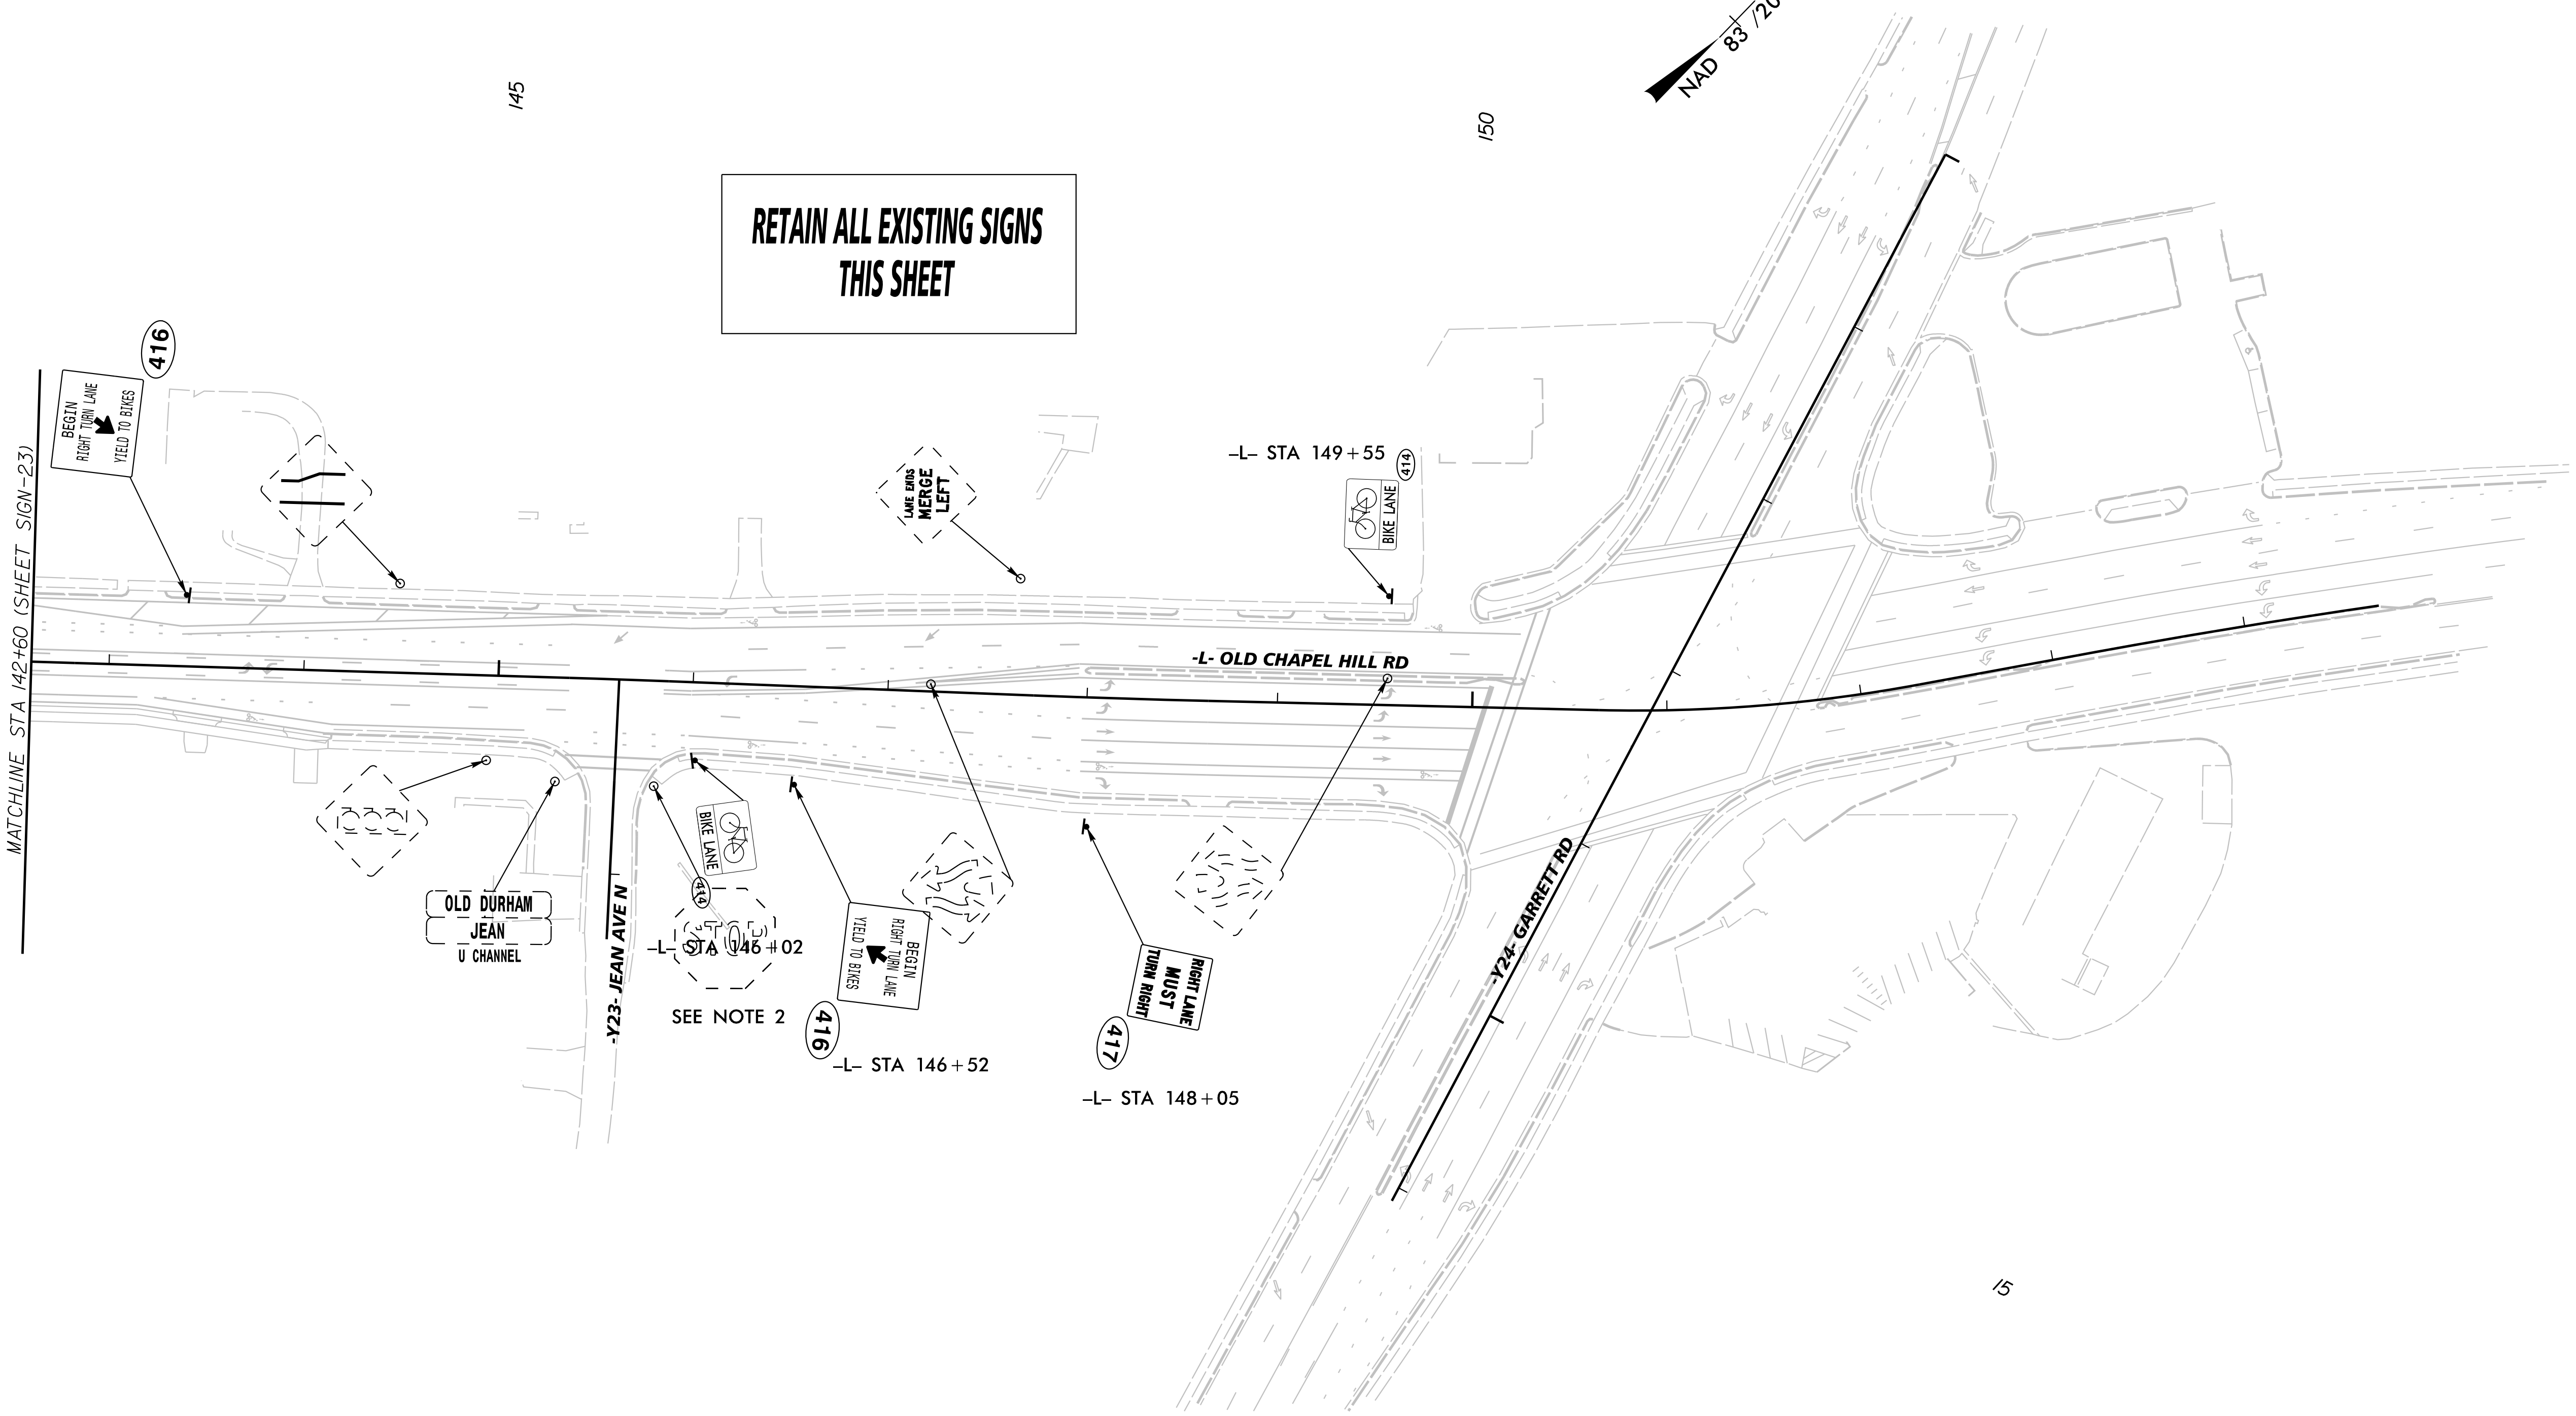 NAD 83 /20
145
150
RETAIN ALL EXISTING SIGNS
THIS SHEET
416
BEGIN
RIGHT TURN LANE
YIELD TO BIKES
MATCHLINE STA 142+60 (SHEET SIGN-23)
LANE ENDS
MERGE
LEFT
-L- STA 149+55
414
BIKE LANE
-L- OLD CHAPEL HILL RD
OLD DURHAM
JEAN
U CHANNEL
-Y23- JEAN AVE N
BIKE LANE
414
STOP
-L- STA 146+02
SEE NOTE 2
BEGIN
RIGHT TURN LANE
YIELD TO BIKES
416
-L- STA 146+52
RIGHT LANE
MUST
TURN RIGHT
417
-L- STA 148+05
-Y24- GARRETT RD
15